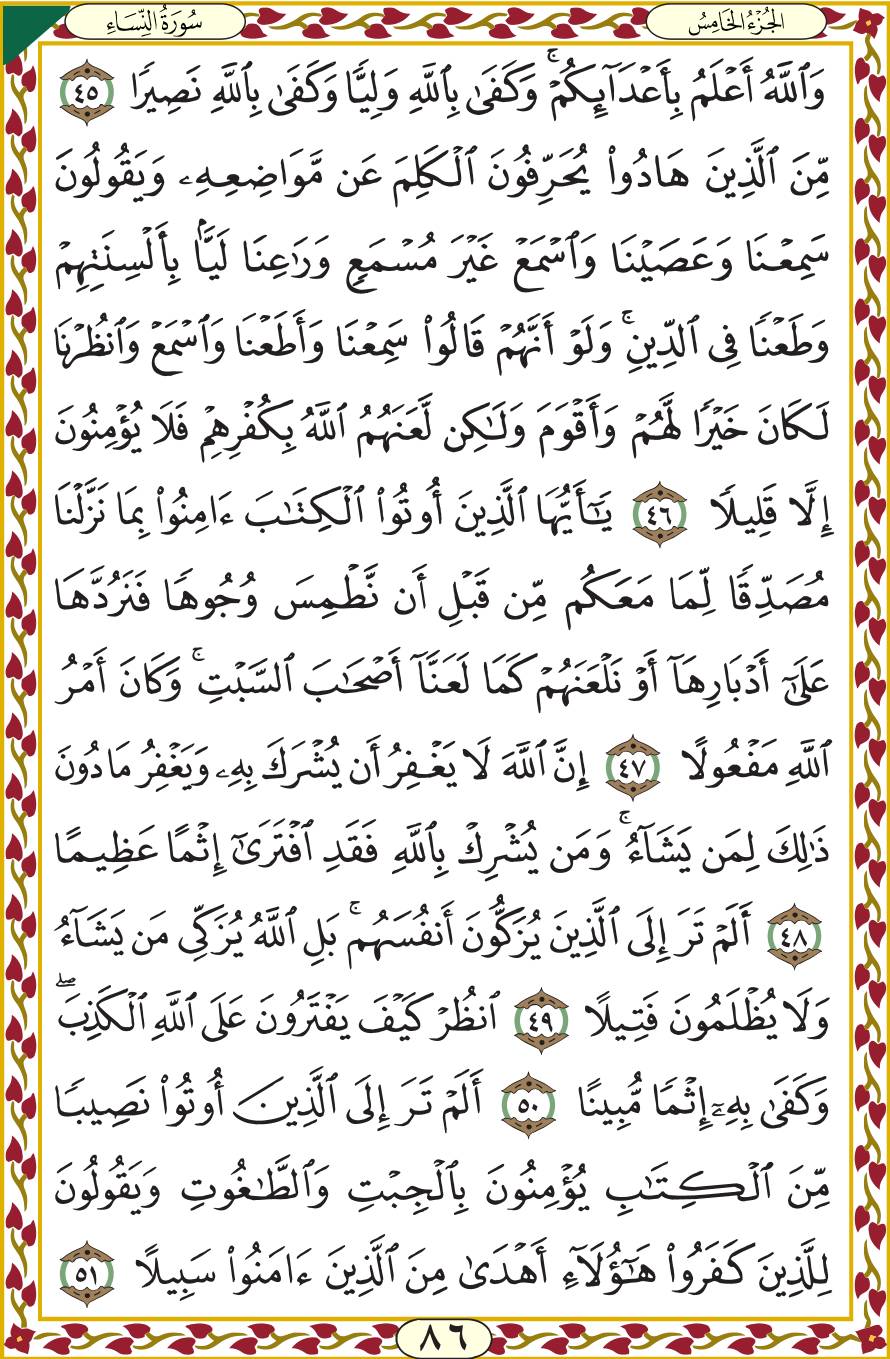 الجُزْءُ الخَامِسُ
سُورَةُ النِّسَاءِ
وَٱللَّهُ أَعْلَمُ بِأَعْدَآئِكُمْۚ وَكَفَىٰ بِٱللَّهِ وَلِيًّا وَكَفَىٰ بِٱللَّهِ نَصِيرًا ٤٥
مِّنَ ٱلَّذِينَ هَادُوا۟ يُحَرِّفُونَ ٱلْكَلِمَ عَن مَّوَاضِعِهِۦ وَيَقُولُونَ
سَمِعْنَا وَعَصَيْنَا وَٱسْمَعْ غَيْرَ مُسْمَعٍ وَرَٰعِنَا لَيًّۢا بِأَلْسِنَتِهِمْ
وَطَعْنًا فِى ٱلدِّينِۚ وَلَوْ أَنَّهُمْ قَالُوا۟ سَمِعْنَا وَأَطَعْنَا وَٱسْمَعْ وَٱنظُرْنَا
لَكَانَ خَيْرًا لَّهُمْ وَأَقْوَمَ وَلَـٰكِن لَّعَنَهُمُ ٱللَّهُ بِكُفْرِهِمْ فَلَا يُؤْمِنُونَ
إِلَّا قَلِيلًا ٤٦ يَـٰٓأَيُّهَا ٱلَّذِينَ أُوتُوا۟ ٱلْكِتَـٰبَ ءَامِنُوا۟ بِمَا نَزَّلْنَا
مُصَدِّقًا لِّمَا مَعَكُم مِّن قَبْلِ أَن نَّطْمِسَ وُجُوهًا فَنَرُدَّهَا
عَلَىٰٓ أَدْبَارِهَآ أَوْ نَلْعَنَهُمْ كَمَا لَعَنَّآ أَصْحَـٰبَ ٱلسَّبْتِۚ وَكَانَ أَمْرُ
ٱللَّهِ مَفْعُولًا ٤٧ إِنَّ ٱللَّهَ لَا يَغْفِرُ أَن يُشْرَكَ بِهِۦ وَيَغْفِرُ مَا دُونَ
ذَٰلِكَ لِمَن يَشَآءُۚ وَمَن يُشْرِكْ بِٱللَّهِ فَقَدِ ٱفْتَرَىٰٓ إِثْمًا عَظِيمًا
٤٨ أَلَمْ تَرَ إِلَى ٱلَّذِينَ يُزَكُّونَ أَنفُسَهُمۚ بَلِ ٱللَّهُ يُزَكِّى مَن يَشَآءُ
وَلَا يُظْلَمُونَ فَتِيلًا ٤٩ ٱنظُرْ كَيْفَ يَفْتَرُونَ عَلَى ٱللَّهِ ٱلْكَذِبَۖ
وَكَفَىٰ بِهِۦٓ إِثْمًا مُّبِينًا ٥٠ أَلَمْ تَرَ إِلَى ٱلَّذِينَ أُوتُوا۟ نَصِيبًا
مِّنَ ٱلْكِتَـٰبِ يُؤْمِنُونَ بِٱلْجِبْتِ وَٱلطَّـٰغُوتِ وَيَقُولُونَ
لِلَّذِينَ كَفَرُوا۟ هَـٰٓؤُلَآءِ أَهْدَىٰ مِنَ ٱلَّذِينَ ءَامَنُوا۟ سَبِيلًا ٥١
٨٦